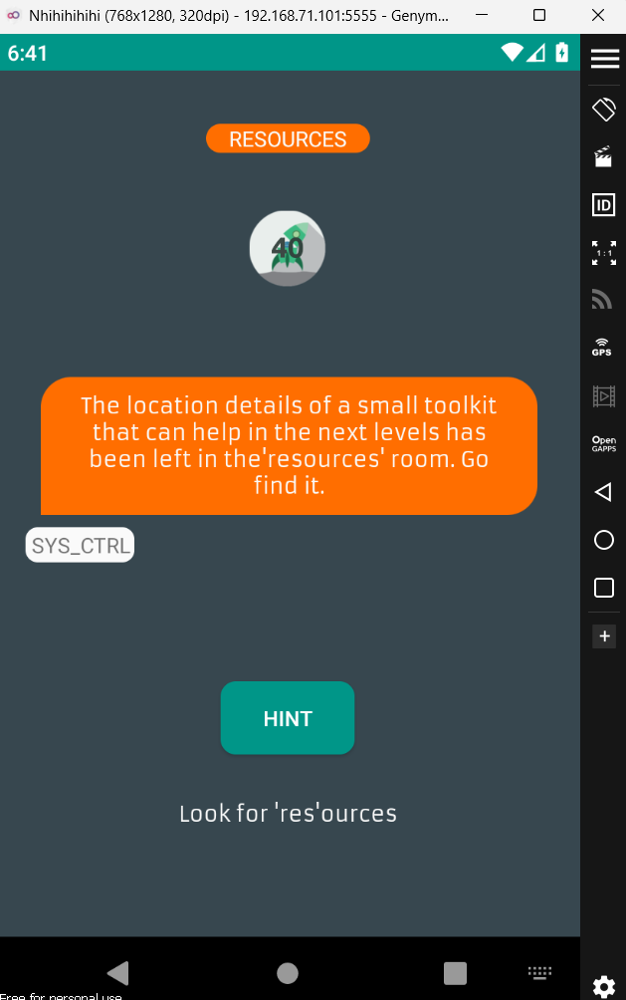 Nhihihihihi (768x1280, 320dpi) - 192.168.71.101:5555 - Genym...
6:41
RESOURCES
ID
40
1:1
GPS
The location details of a small toolkit
that can help in the next levels has
been left in the'resources' room. Go
find it.
Open
GAPPS
SYS_CTRL
HINT
Look for 'res'ources
Free for personal use